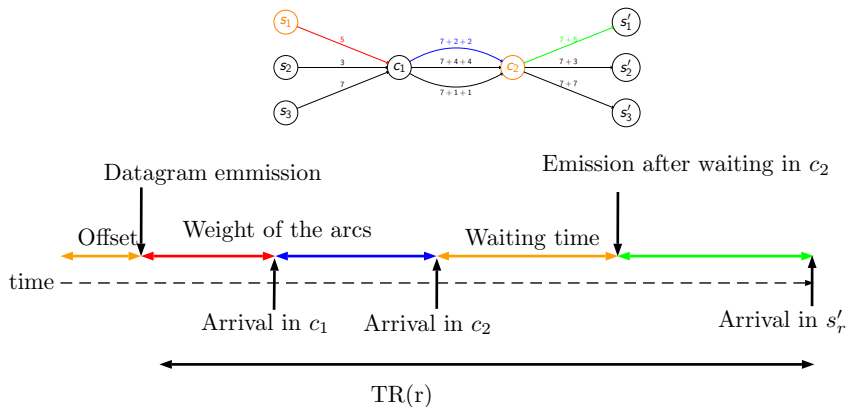 s₁ 5 7 + 2 + 2 7 + 5 s′₁
s₂ 3 c₁ 7 + 4 + 4 c₂ 7 + 3 s′₂
s₃ 7 7 + 1 + 1 7 + 7 s′₃
Datagram emmission
Emission after waiting in c₂
Offset Weight of the arcs Waiting time
time
Arrival in c₁ Arrival in c₂ Arrival in s′ᵣ
TR(r)